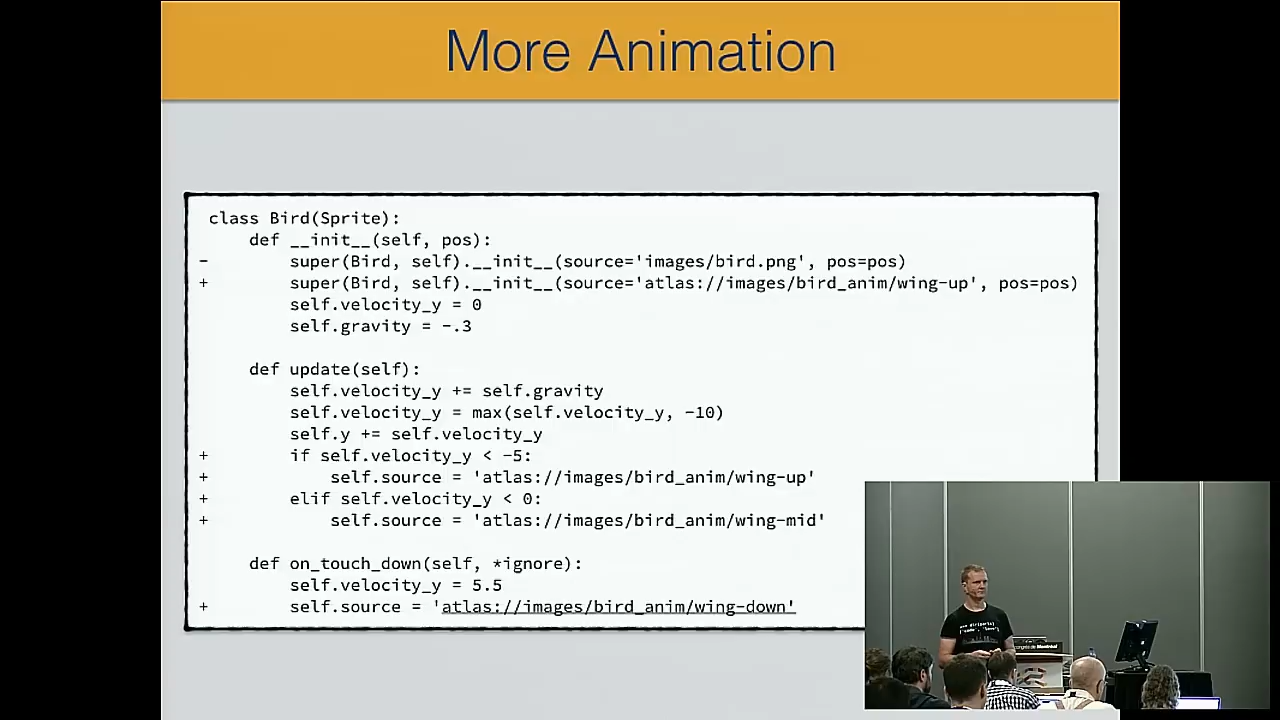 More Animation
class Bird(Sprite):
def __init__(self, pos):
- super(Bird, self).__init__(source='images/bird.png', pos=pos)
+ super(Bird, self).__init__(source='atlas://images/bird_anim/wing-up', pos=pos)
self.velocity_y = 0
self.gravity = -.3
def update(self):
self.velocity_y += self.gravity
self.velocity_y = max(self.velocity_y, -10)
self.y += self.velocity_y
+ if self.velocity_y < -5:
+ self.source = 'atlas://images/bird_anim/wing-up'
+ elif self.velocity_y < 0:
+ self.source = 'atlas://images/bird_anim/wing-mid'
def on_touch_down(self, *ignore):
self.velocity_y = 5.5
+ self.source = 'atlas://images/bird_anim/wing-down'
congrès de Montréal